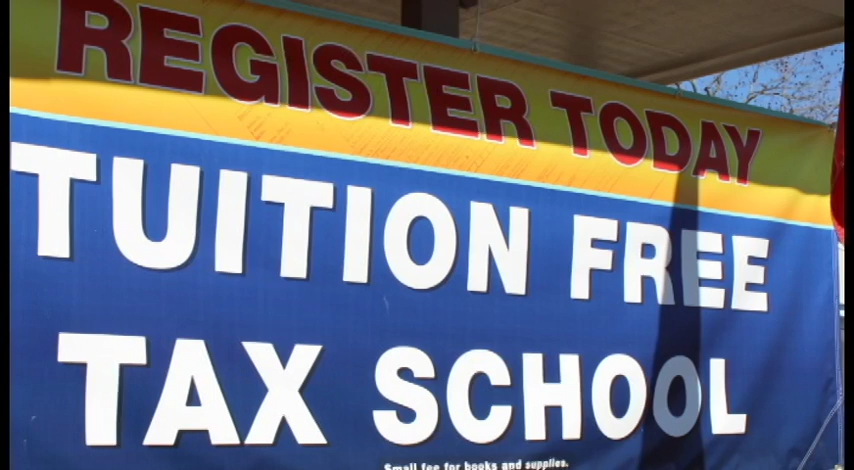 REGISTER TODAY
TUITION FREE
TAX SCHOOL
Small fee for books and supplies.